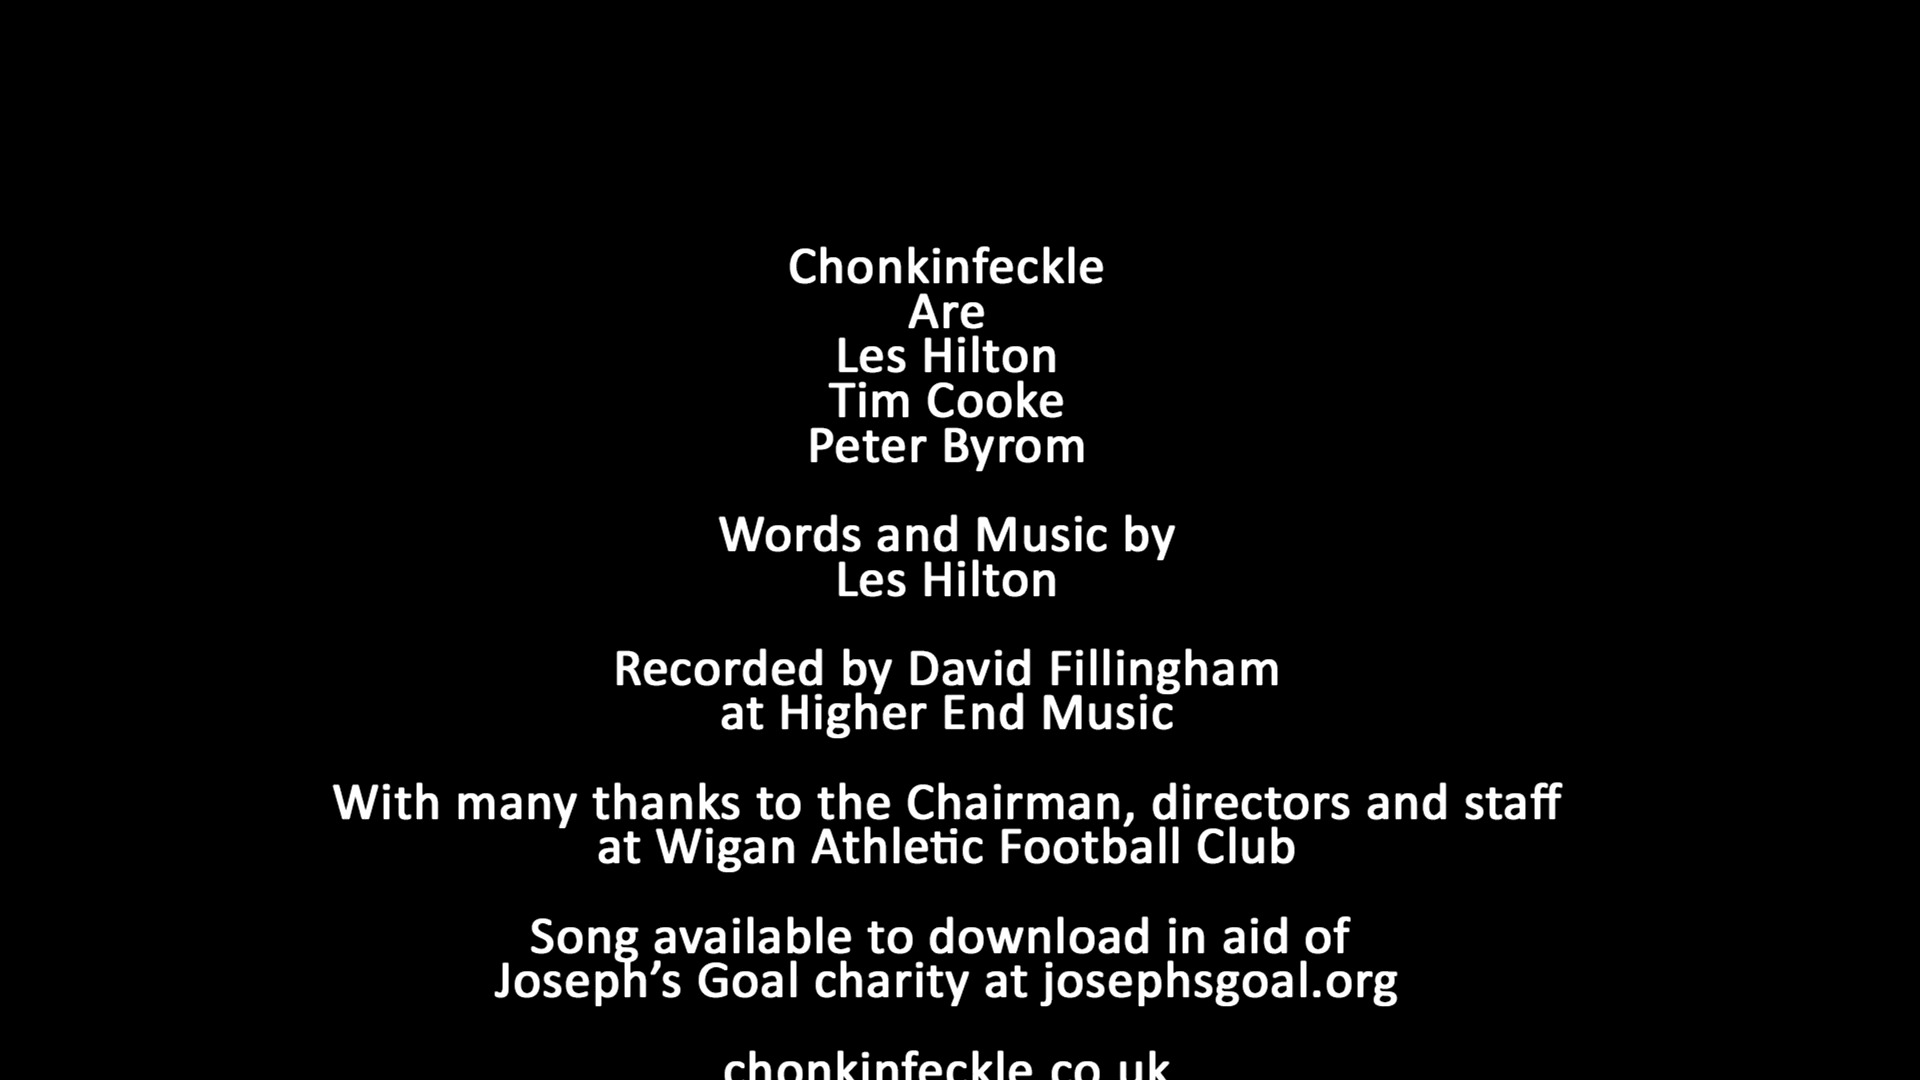 Chonkinfeckle
Are
Les Hilton
Tim Cooke
Peter Byrom
Words and Music by
Les Hilton
Recorded by David Fillingham
at Higher End Music
With many thanks to the Chairman, directors and staff
at Wigan Athletic Football Club
Song available to download in aid of
Joseph’s Goal charity at josephsgoal.org
chonkinfeckle.co.uk